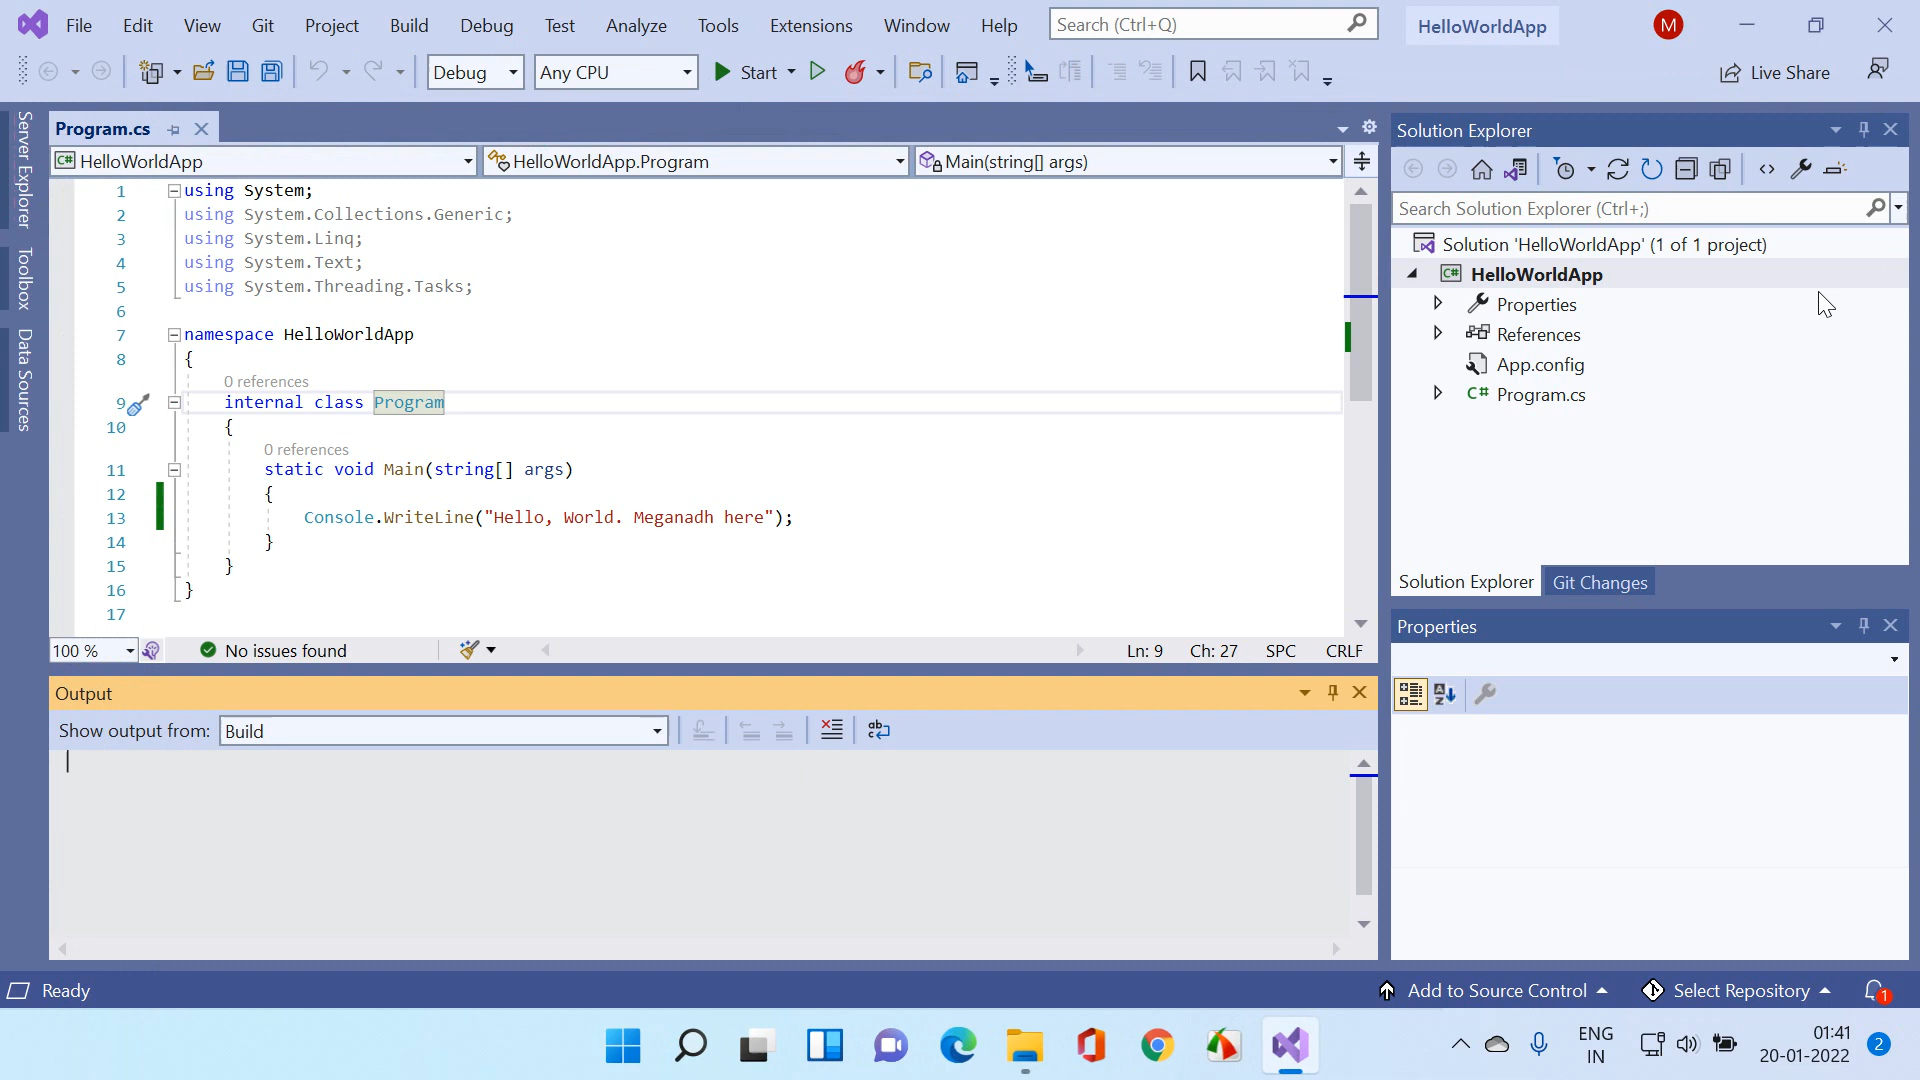 File Edit View Git Project Build Debug Test Analyze Tools Extensions Window Help Search (Ctrl+Q) HelloWorldApp M
Debug Any CPU Start Live Share
Server Explorer
Toolbox
Data Sources
Program.cs
C# HelloWorldApp HelloWorldApp.Program Main(string[] args)
1 using System;
2 using System.Collections.Generic;
3 using System.Linq;
4 using System.Text;
5 using System.Threading.Tasks;
6
7 namespace HelloWorldApp
8 {
0 references
9 internal class Program
10 {
0 references
11 static void Main(string[] args)
12 {
13 Console.WriteLine("Hello, World. Meganadh here");
14 }
15 }
16 }
17
100 % No issues found Ln: 9 Ch: 27 SPC CRLF
Output
Show output from: Build
Solution Explorer
Search Solution Explorer (Ctrl+;)
Solution 'HelloWorldApp' (1 of 1 project)
C# HelloWorldApp
Properties
References
App.config
C# Program.cs
Solution Explorer Git Changes
Properties
Ready Add to Source Control Select Repository 1
ENG
IN
01:41
20-01-2022
2